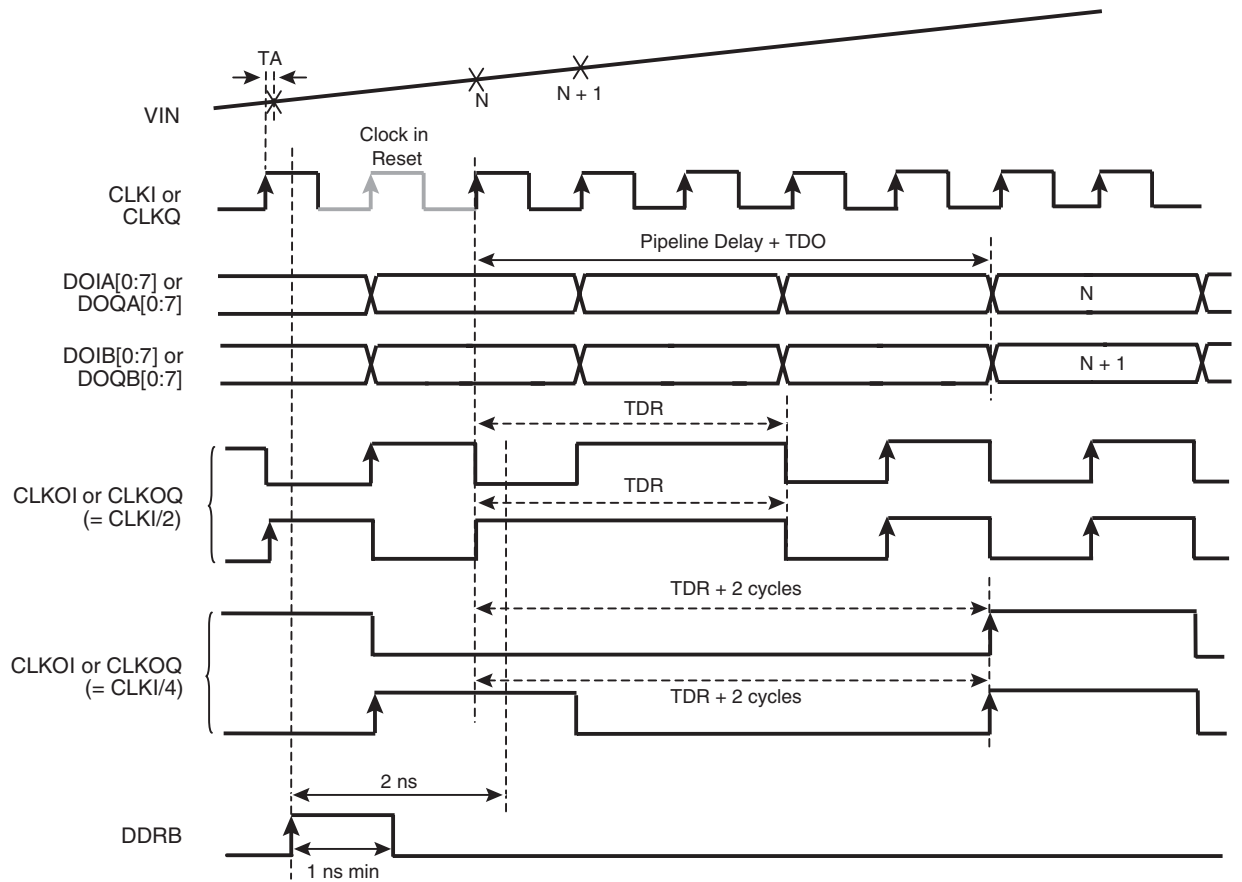 TA
VIN
N
N + 1
Clock in
Reset
CLKI or
CLKQ
Pipeline Delay + TDO
DOIA[0:7] or
DOQA[0:7]
N
DOIB[0:7] or
DOQB[0:7]
N + 1
TDR
CLKOI or CLKOQ
(= CLKI/2)
TDR
TDR + 2 cycles
CLKOI or CLKOQ
(= CLKI/4)
TDR + 2 cycles
2 ns
DDRB
1 ns min